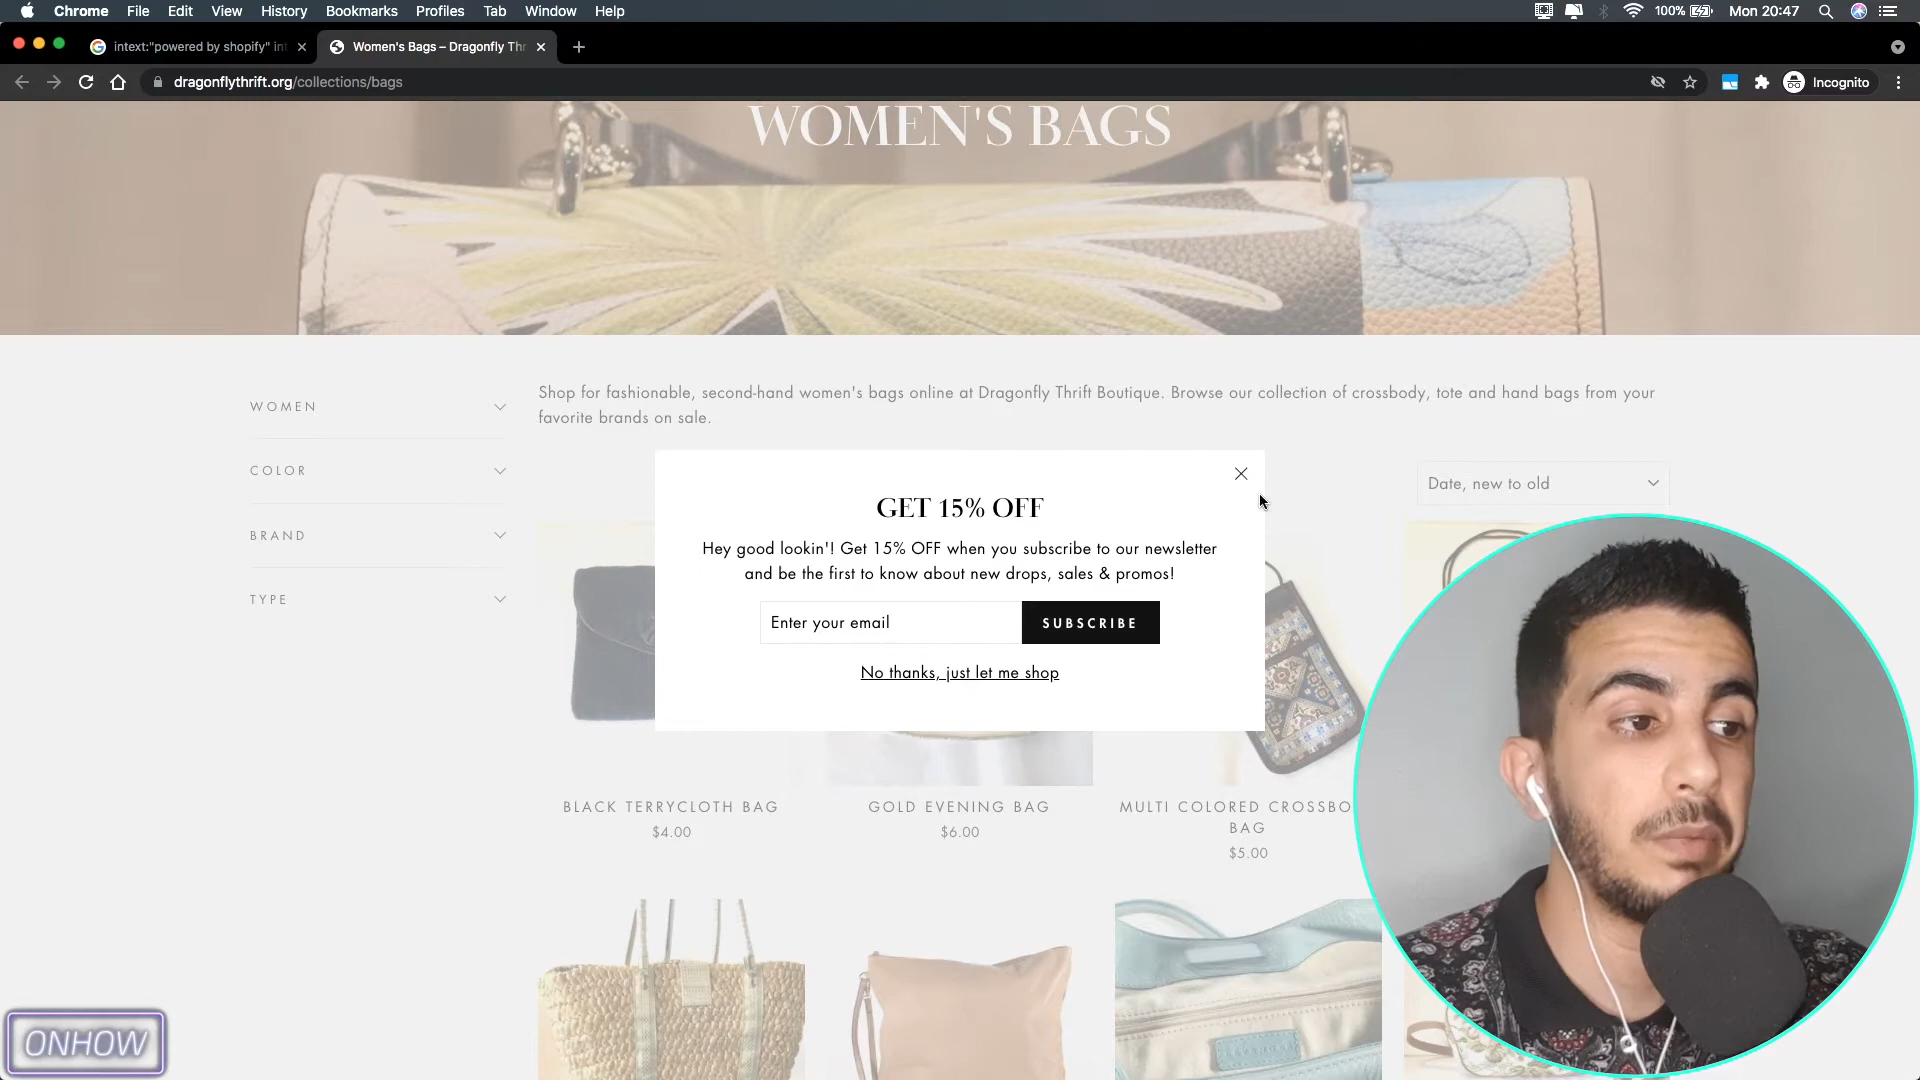 Chrome File Edit View History Bookmarks Profiles Tab Window Help
100% Mon 20:47
intext:"powered by shopify" int
Women's Bags – Dragonfly Thr
dragonflythrift.org/collections/bags
Incognito
WOMEN'S BAGS
WOMEN
COLOR
BRAND
TYPE
Shop for fashionable, second-hand women's bags online at Dragonfly Thrift Boutique. Browse our collection of crossbody, tote and hand bags from your
favorite brands on sale.
Date, new to old
GET 15% OFF
Hey good lookin'! Get 15% OFF when you subscribe to our newsletter
and be the first to know about new drops, sales & promos!
Enter your email
SUBSCRIBE
No thanks, just let me shop
BLACK TERRYCLOTH BAG
$4.00
GOLD EVENING BAG
$6.00
MULTI COLORED CROSSBO
BAG
$5.00
ONHOW